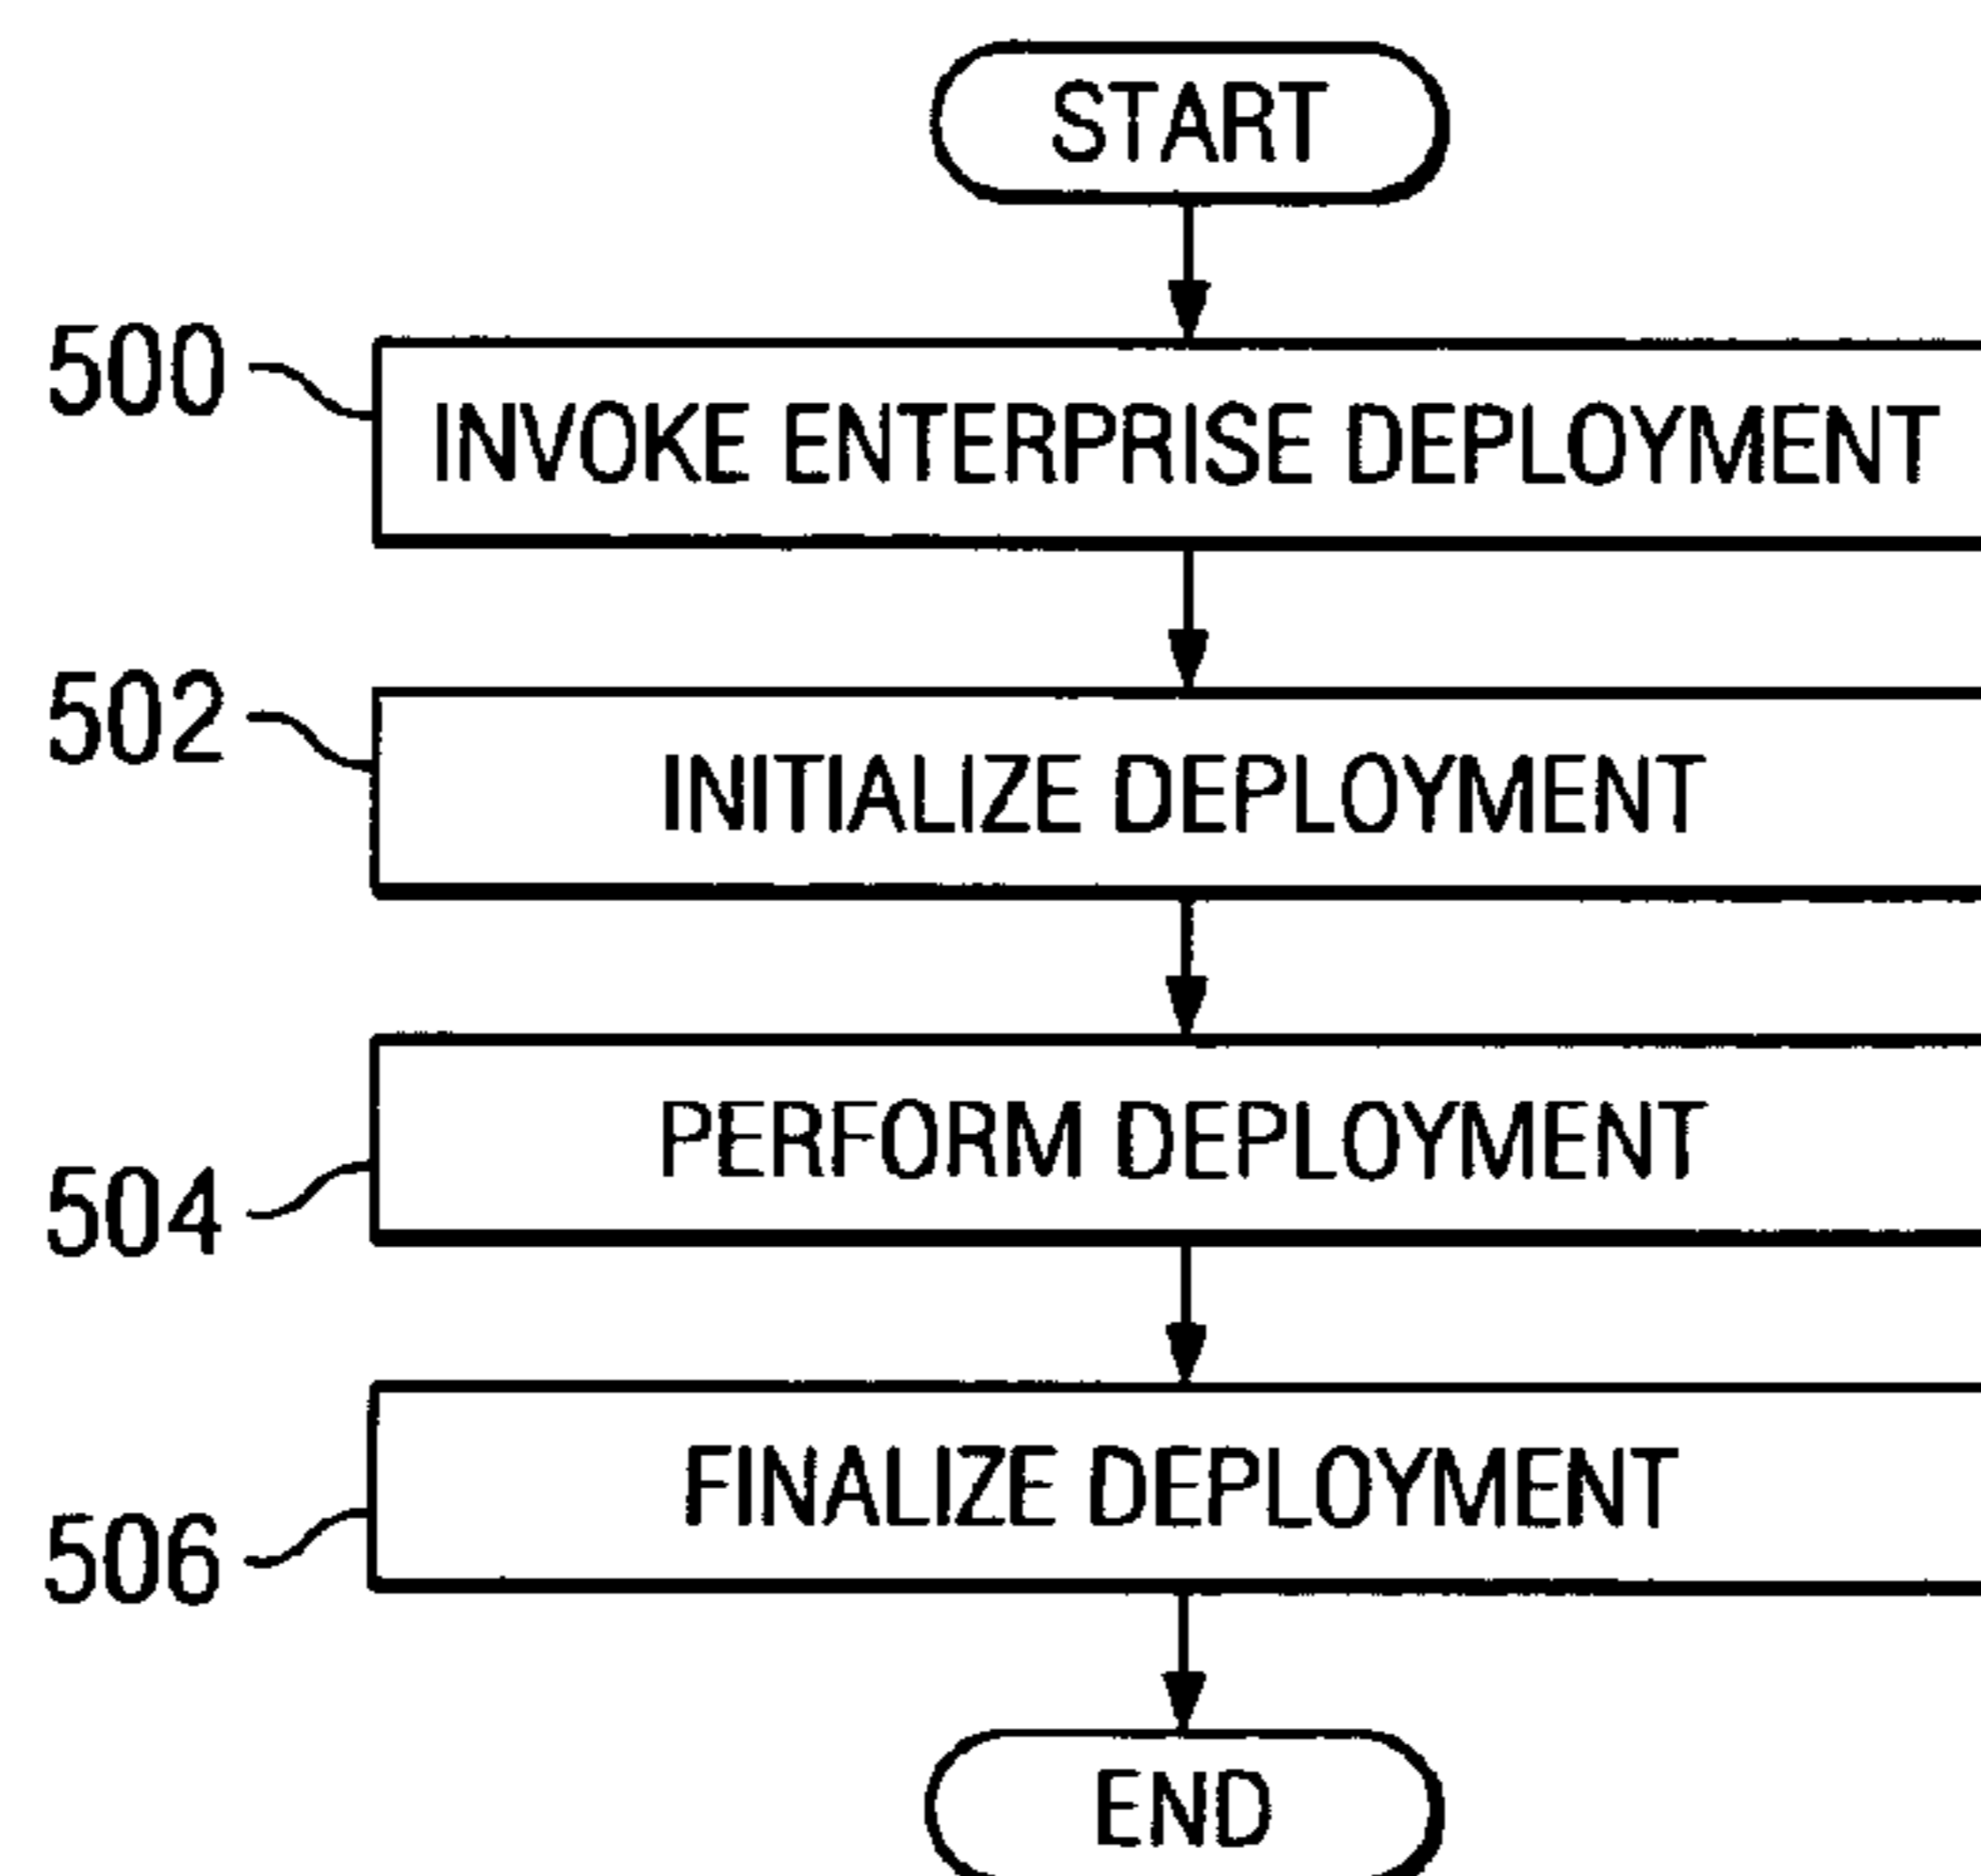 START
500
INVOKE ENTERPRISE DEPLOYMENT
502
INITIALIZE DEPLOYMENT
PERFORM DEPLOYMENT
504
FINALIZE DEPLOYMENT
506
END